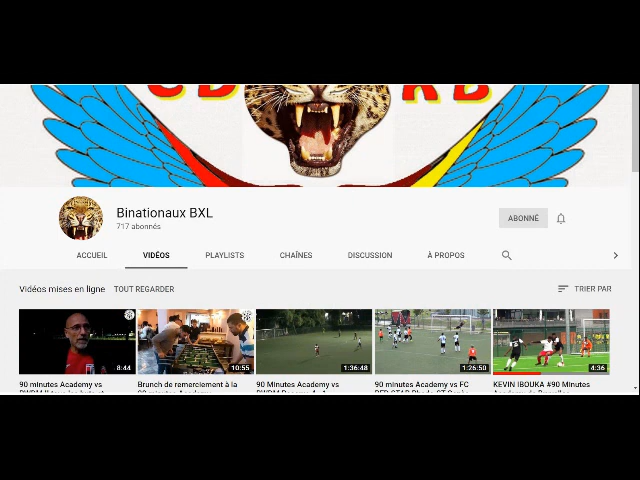 Binationaux BXL
717 abonnés
ABONNÉ
ACCUEIL VIDÉOS PLAYLISTS CHAÎNES DISCUSSION À PROPOS
Vidéos mises en ligne TOUT REGARDER
TRIER PAR
8:44 10:55 1:36:48 1:26:50 4:36
90 minutes Academy vs
Brunch de remerciement à la
90 Minutes Academy vs
90 minutes Academy vs FC
KEVIN IBOUKA #90 Minutes